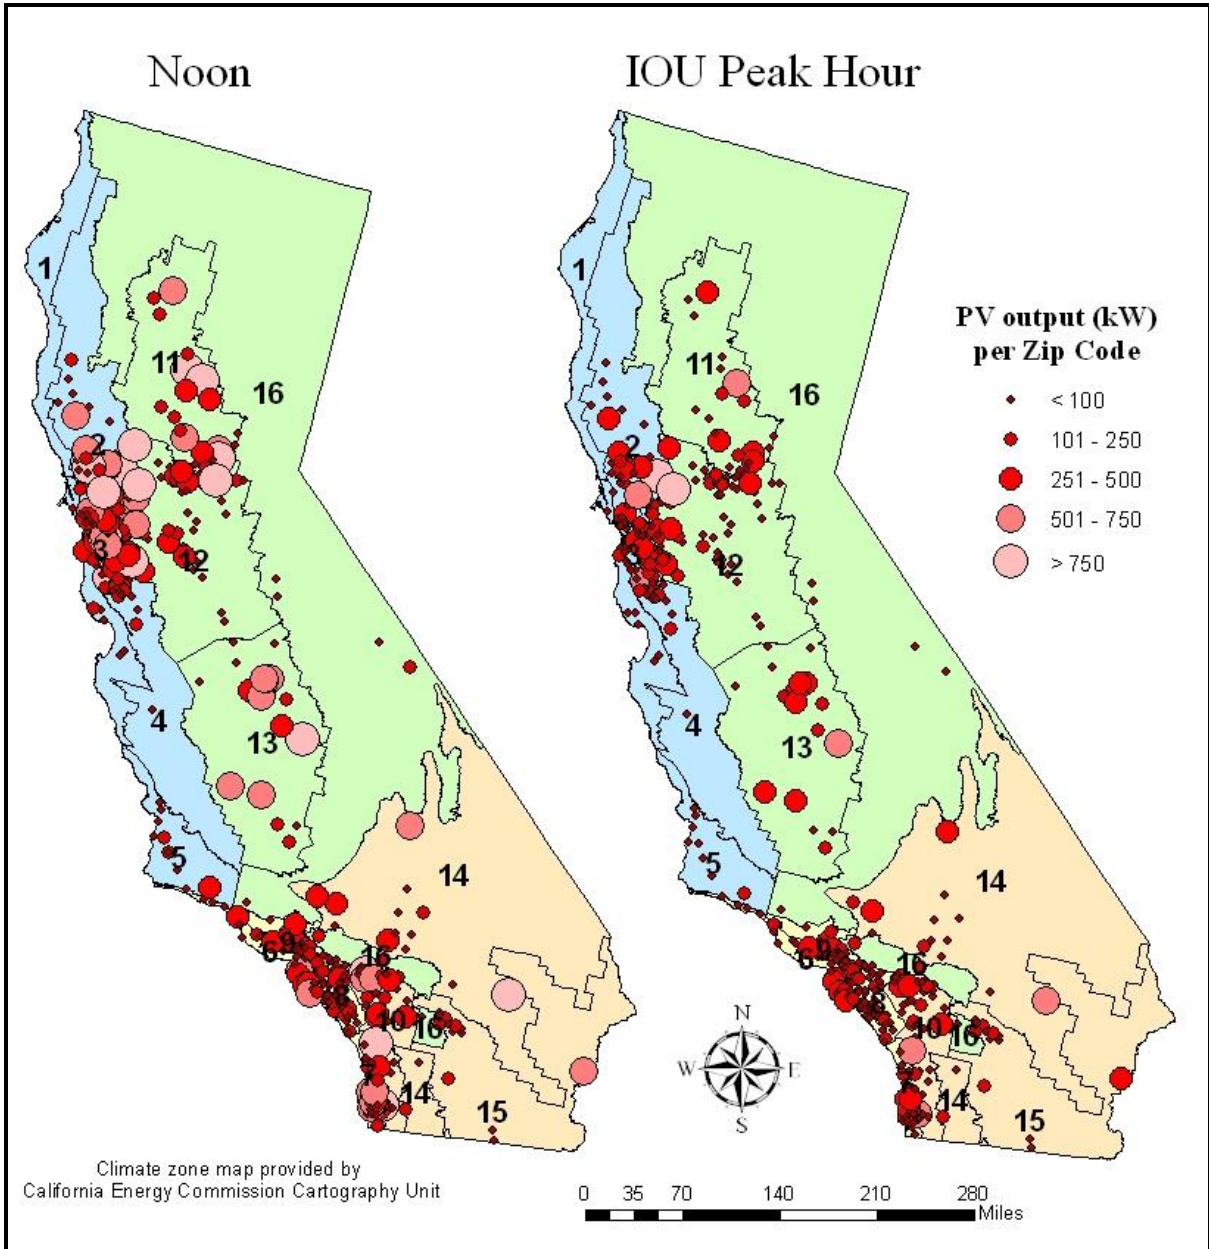 Noon
IOU Peak Hour
1
11
16
2
3
12
4
13
5
14
6
9
16
8
10
16
7
14
15
1
11
16
2
3
12
4
13
5
14
6
9
16
8
10
16
7
14
15
PV output (kW)
per Zip Code
< 100
101 - 250
251 - 500
501 - 750
> 750
N
W
E
S
Climate zone map provided by
California Energy Commission Cartography Unit
0 35 70 140 210 280
Miles